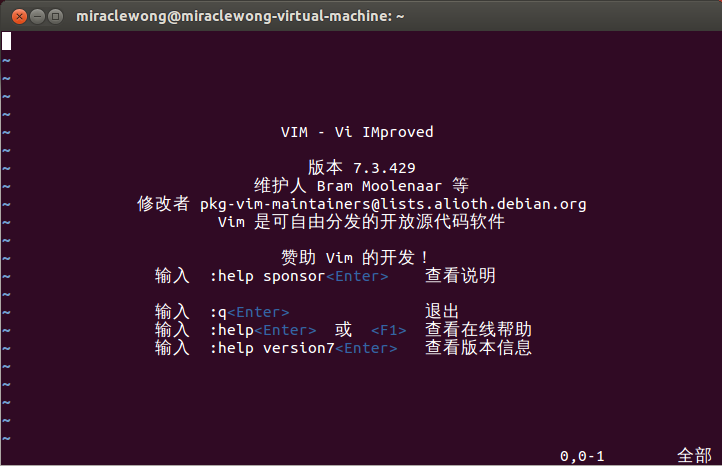 miraclewong@miraclewong-virtual-machine: ~
~
~
~
~
VIM - Vi IMproved
~
~
版本 7.3.429
~
维护人 Bram Moolenaar 等
~
修改者 pkg-vim-maintainers@lists.alioth.debian.org
~
Vim 是可自由分发的开放源代码软件
~
~
赞助 Vim 的开发！
~
输入 :help sponsor<Enter> 查看说明
~
~
输入 :q<Enter> 退出
~
输入 :help<Enter> 或 <F1> 查看在线帮助
~
输入 :help version7<Enter> 查看版本信息
~
~
~
~
~
0,0-1 全部